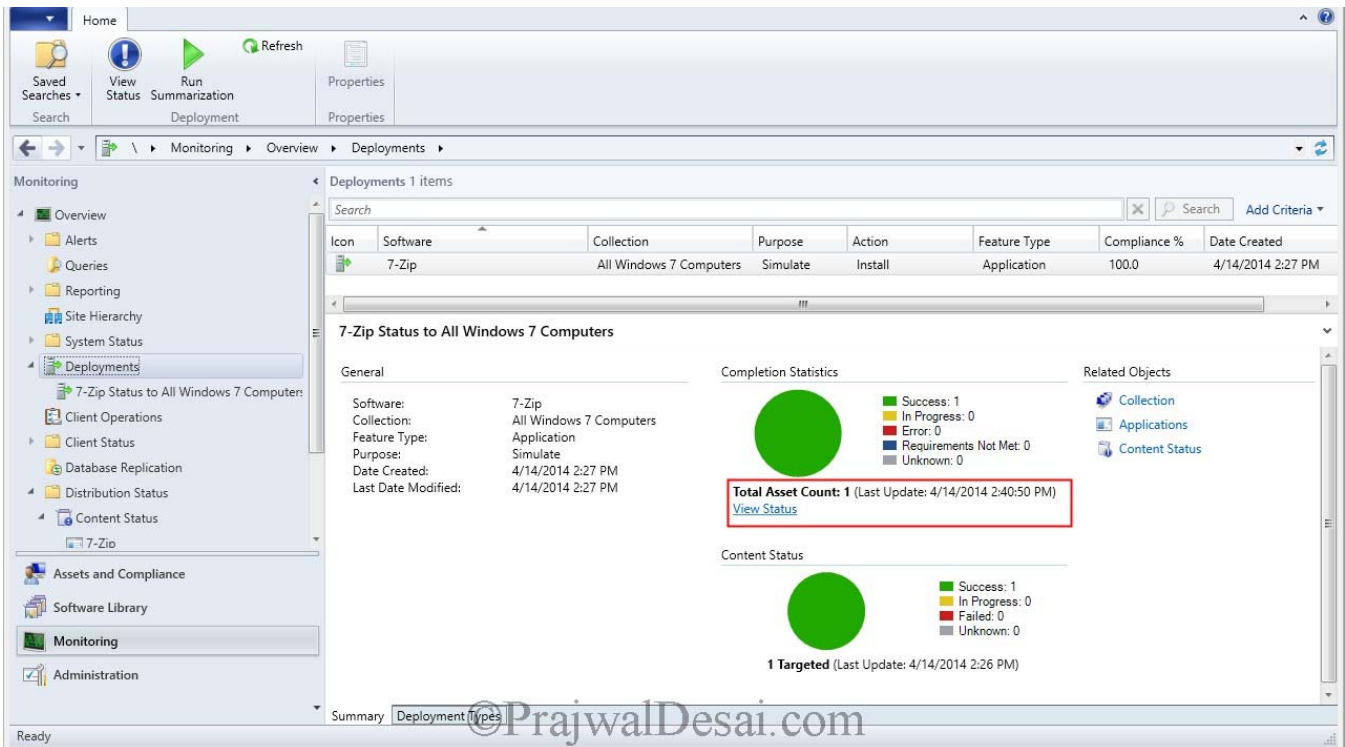 Home
Saved Searches
View Status
Run Summarization
Refresh
Properties
Search
Deployment
Properties
\ Monitoring Overview Deployments
Monitoring
Overview
Alerts
Queries
Reporting
Site Hierarchy
System Status
Deployments
7-Zip Status to All Windows 7 Computers
Client Operations
Client Status
Database Replication
Distribution Status
Content Status
7-Zip
Assets and Compliance
Software Library
Monitoring
Administration
Deployments 1 items
Search
Search
Add Criteria
Icon Software Collection Purpose Action Feature Type Compliance % Date Created
7-Zip All Windows 7 Computers Simulate Install Application 100.0 4/14/2014 2:27 PM
7-Zip Status to All Windows 7 Computers
General
Software: 7-Zip
Collection: All Windows 7 Computers
Feature Type: Application
Purpose: Simulate
Date Created: 4/14/2014 2:27 PM
Last Date Modified: 4/14/2014 2:27 PM
Completion Statistics
Success: 1
In Progress: 0
Error: 0
Requirements Not Met: 0
Unknown: 0
Total Asset Count: 1 (Last Update: 4/14/2014 2:40:50 PM)
View Status
Content Status
Success: 1
In Progress: 0
Failed: 0
Unknown: 0
1 Targeted (Last Update: 4/14/2014 2:26 PM)
Related Objects
Collection
Applications
Content Status
Summary Deployment Types
©PrajwalDesai.com
Ready